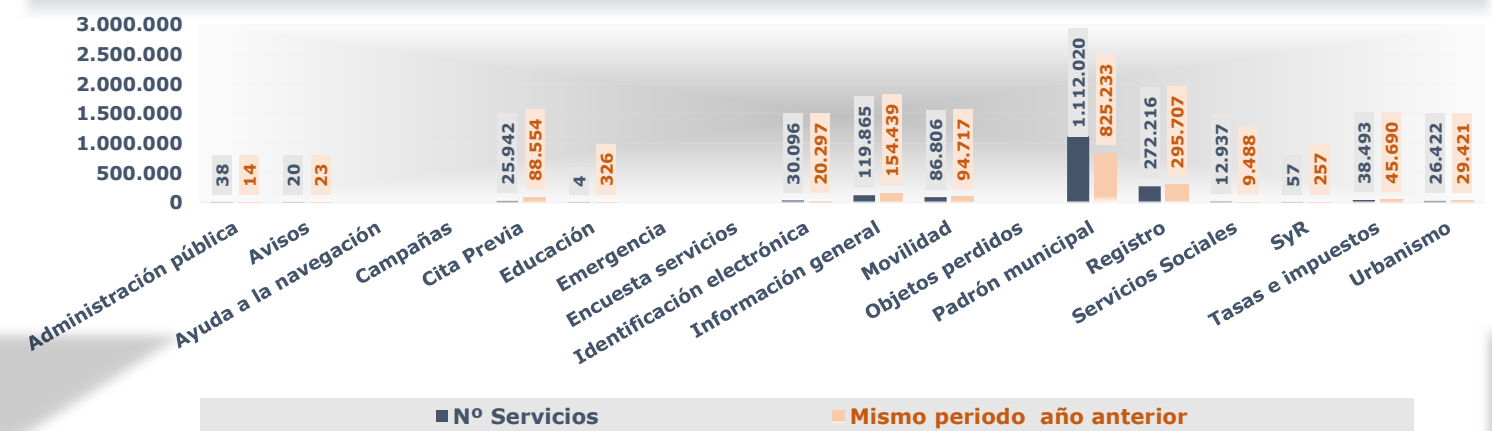 3.000.000
2.500.000
2.000.000
1.500.000
1.000.000
500.000
0
38
14
20
23
25.942
88.554
4
326
30.096
20.297
119.865
154.439
86.806
94.717
1.112.020
825.233
272.216
295.707
12.937
9.488
57
257
38.493
45.690
26.422
29.421
Administración pública
Avisos
Ayuda a la navegación
Campañas
Cita Previa
Educación
Emergencia
Encuesta servicios
Identificación electrónica
Información general
Movilidad
Objetos perdidos
Padrón municipal
Registro
Servicios Sociales
SyR
Tasas e impuestos
Urbanismo
Nº Servicios
Mismo periodo año anterior